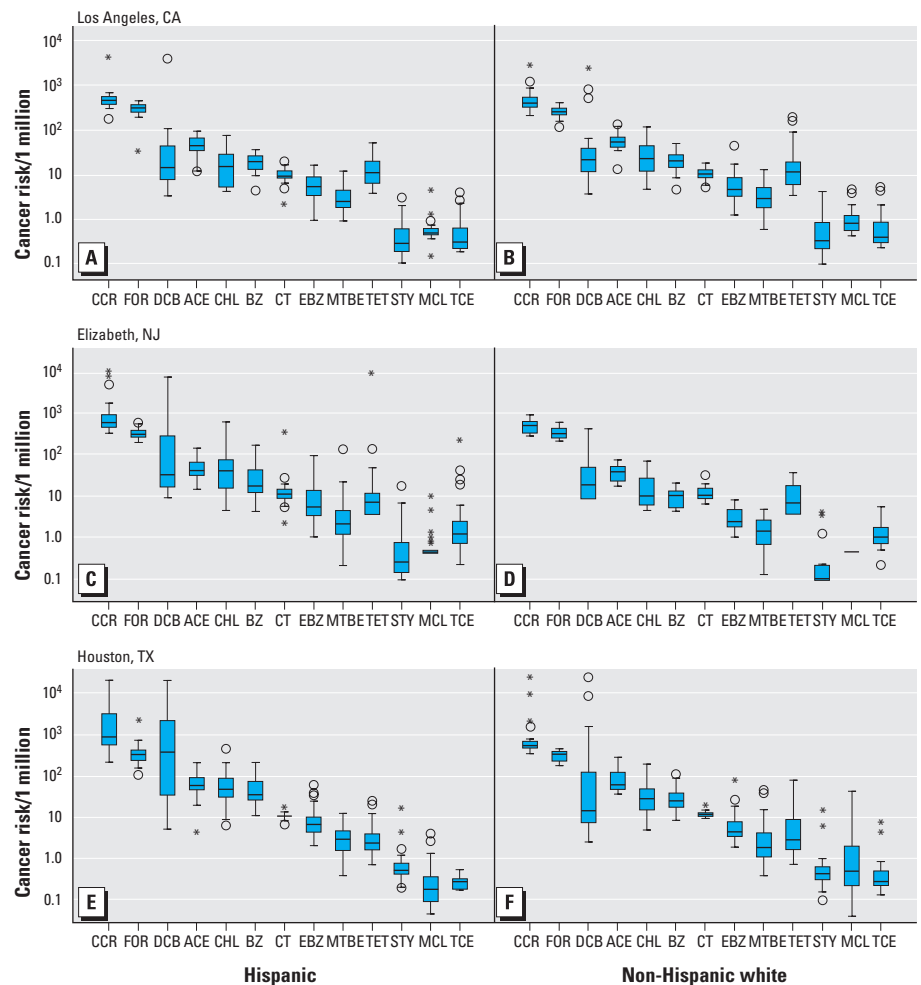 Los Angeles, CA
Cancer risk/1 million
10⁴
10³
10²
10
1.0
0.1
A
B
CCR FOR DCB ACE CHL BZ CT EBZ MTBE TET STY MCL TCE
CCR FOR DCB ACE CHL BZ CT EBZ MTBE TET STY MCL TCE
Elizabeth, NJ
Cancer risk/1 million
10⁴
10³
10²
10
1.0
0.1
C
D
CCR FOR DCB ACE CHL BZ CT EBZ MTBE TET STY MCL TCE
CCR FOR DCB ACE CHL BZ CT EBZ MTBE TET STY MCL TCE
Houston, TX
Cancer risk/1 million
10⁴
10³
10²
10
1.0
0.1
E
F
CCR FOR DCB ACE CHL BZ CT EBZ MTBE TET STY MCL TCE
CCR FOR DCB ACE CHL BZ CT EBZ MTBE TET STY MCL TCE
Hispanic
Non-Hispanic white